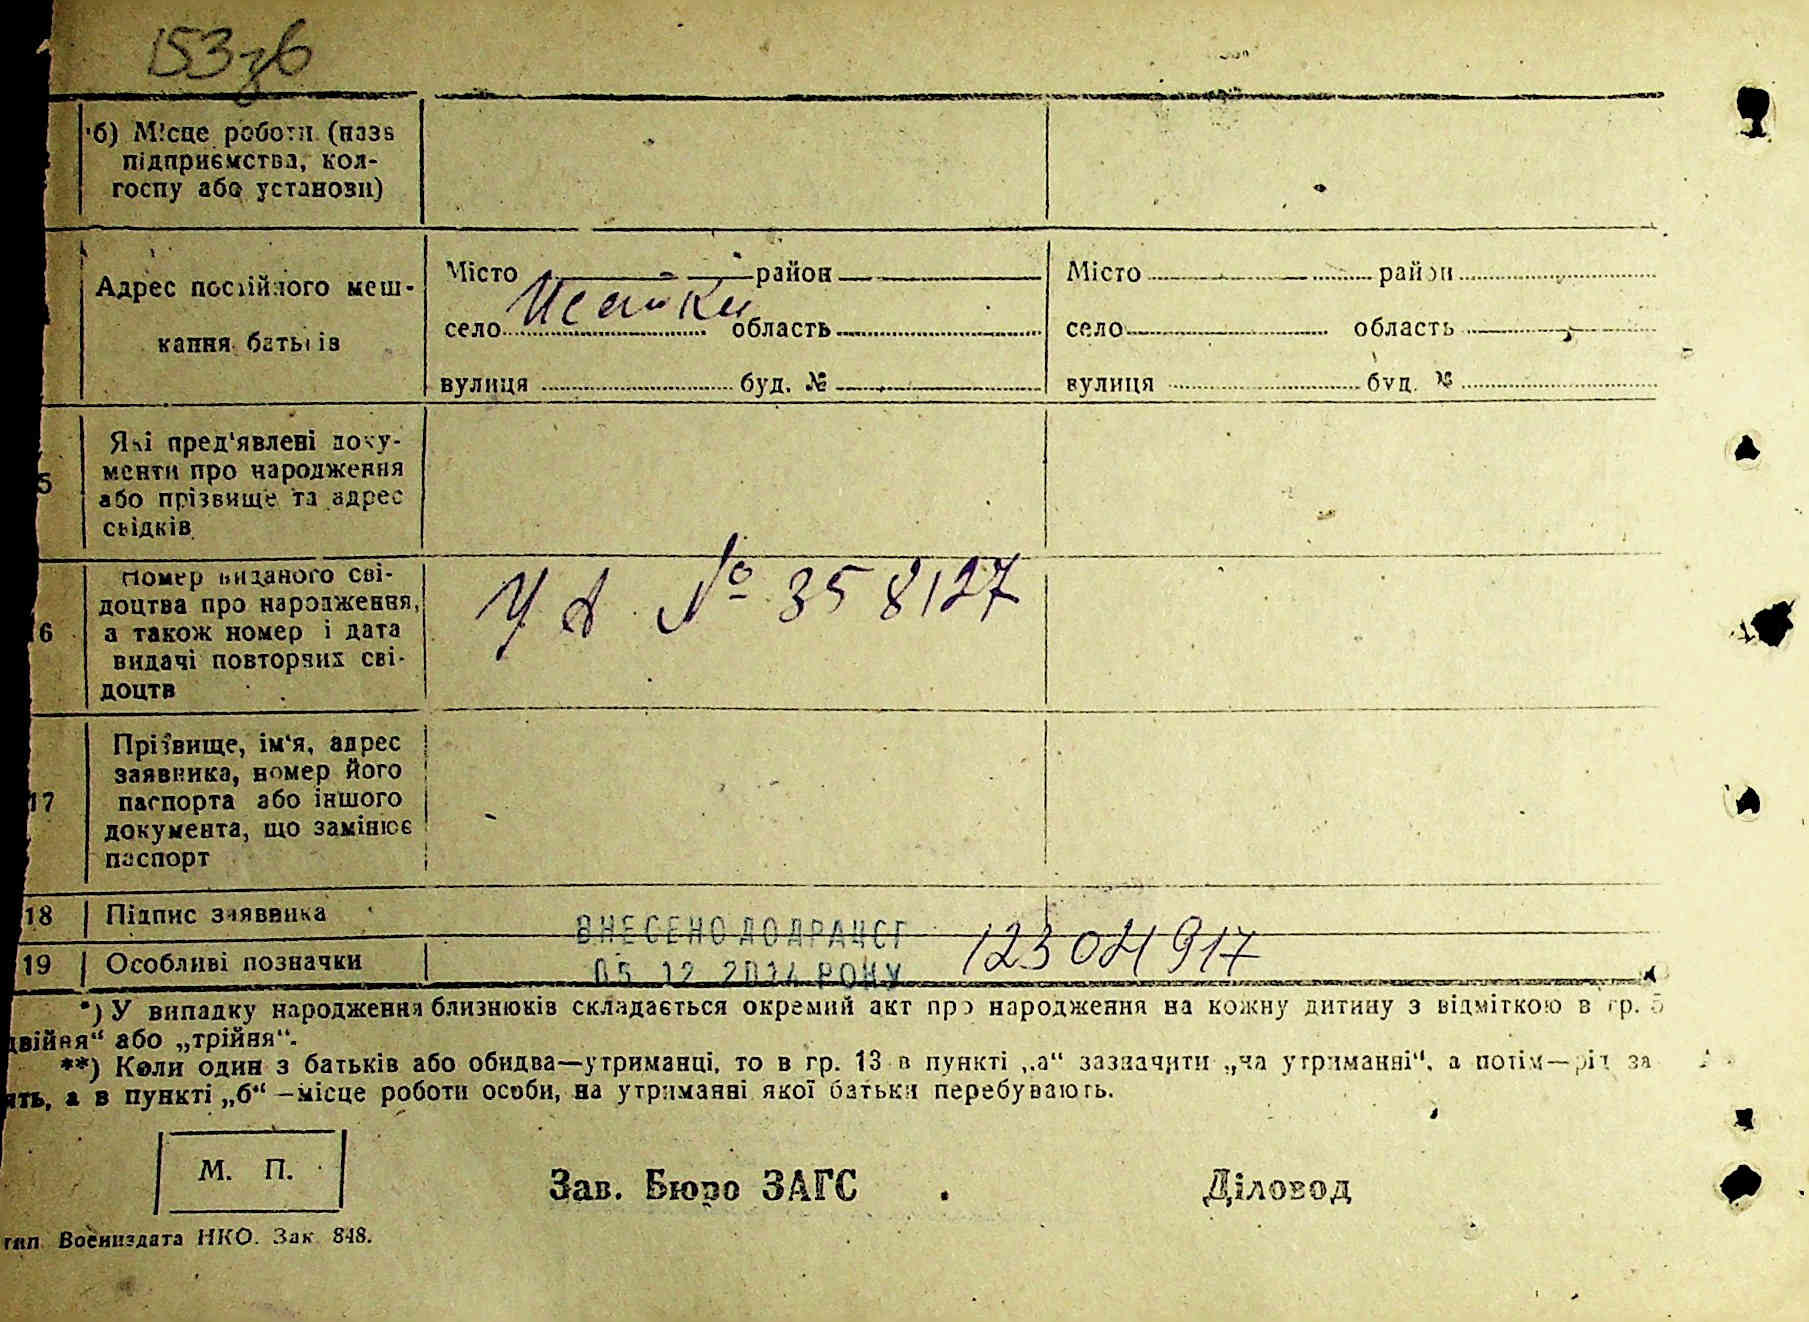 153зв
б) Місце роботи (назв
підприємства, кол-
госпу або установи)
Адрес постійного меш-
кання батьків
Місто район
село Исайки область
вулиця буд. №
Місто район
село область
вулиця буд. №
5 Які пред'явлені доку-
менти про народження
або прізвище та адрес
свідків
16 Номер виданого сві-
доцтва про народження,
а також номер і дата
видачі повторних сві-
доцтв
№ 358127
17 Прізвище, ім'я, адрес
заявника, номер його
паспорта або іншого
документа, що замінює
паспорт
18 Підпис заявника
ВНЕСЕНО ДО ДРАЦСГ
19 Особливі позначки
05 12 2014 РОКУ
*) У випадку народження близнюків складається окремий акт про народження на кожну дитину з відміткою в гр. 5
двійня“ або „трійня“.
**) Коли один з батьків або обидва—утриманці, то в гр. 13 в пункті „а“ зазначити „на утриманні“, а потім—рід за
ять, а в пункті „б“ —місце роботи особи, на утриманні якої батьки перебувають.
М. П.
Зав. Бюро ЗАГС
Діловод
тип. Воениздата НКО. Зак. 848.